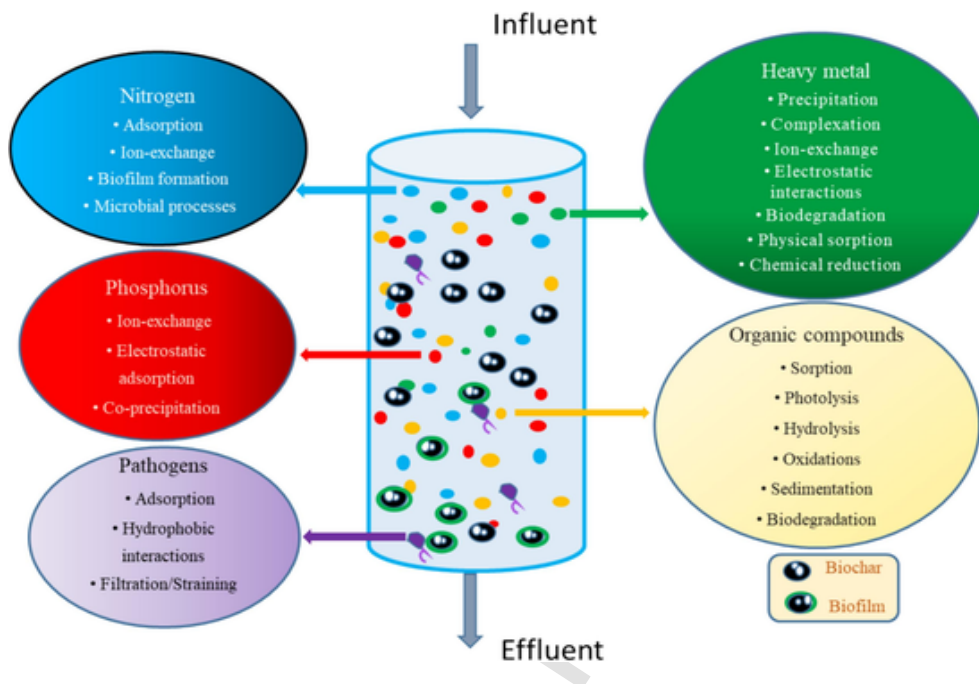 Influent
Nitrogen
• Adsorption
• Ion-exchange
• Biofilm formation
• Microbial processes
Phosphorus
• Ion-exchange
• Electrostatic
adsorption
• Co-precipitation
Pathogens
• Adsorption
• Hydrophobic
interactions
• Filtration/Straining
Heavy metal
• Precipitation
• Complexation
• Ion-exchange
• Electrostatic
interactions
• Biodegradation
• Physical sorption
• Chemical reduction
Organic compounds
• Sorption
• Photolysis
• Hydrolysis
• Oxidations
• Sedimentation
• Biodegradation
Biochar
Biofilm
Effluent